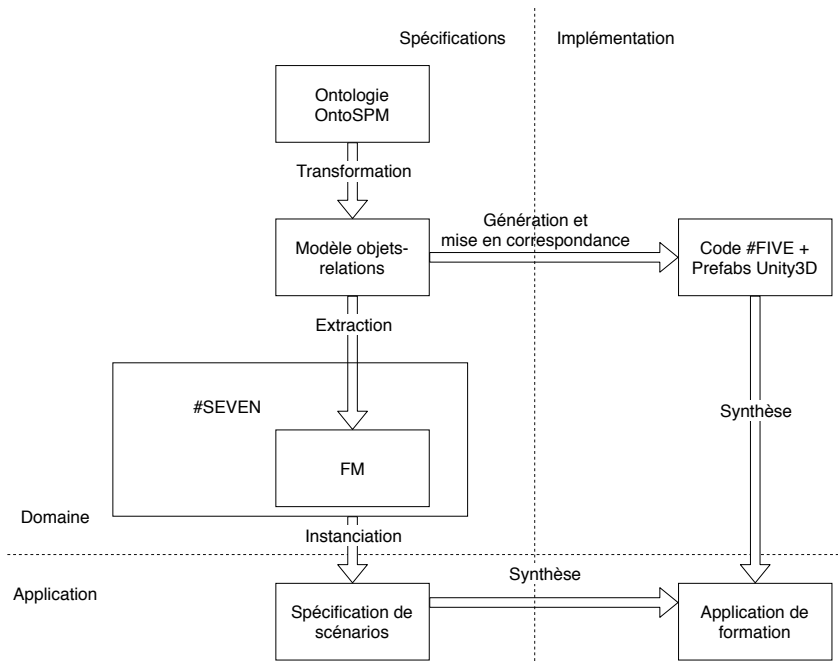 Spécifications
Implémentation
Ontologie
OntoSPM
Transformation
Modèle objets-
relations
Génération et
mise en correspondance
Code #FIVE +
Prefabs Unity3D
Extraction
#SEVEN
FM
Synthèse
Domaine
Instanciation
Application
Synthèse
Spécification de
scénarios
Application de
formation